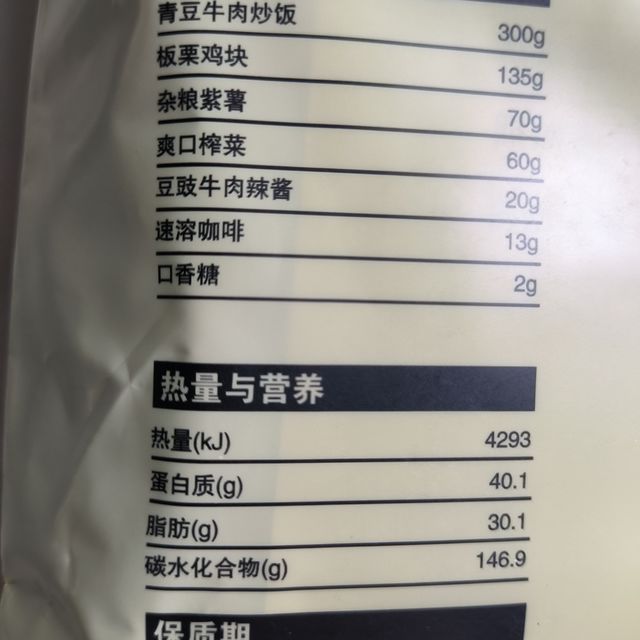 青豆牛肉炒饭 300g
板栗鸡块 135g
杂粮紫薯 70g
爽口榨菜 60g
豆豉牛肉辣酱 20g
速溶咖啡 13g
口香糖 2g
热量与营养
热量(kJ) 4293
蛋白质(g) 40.1
脂肪(g) 30.1
碳水化合物(g) 146.9
保质期